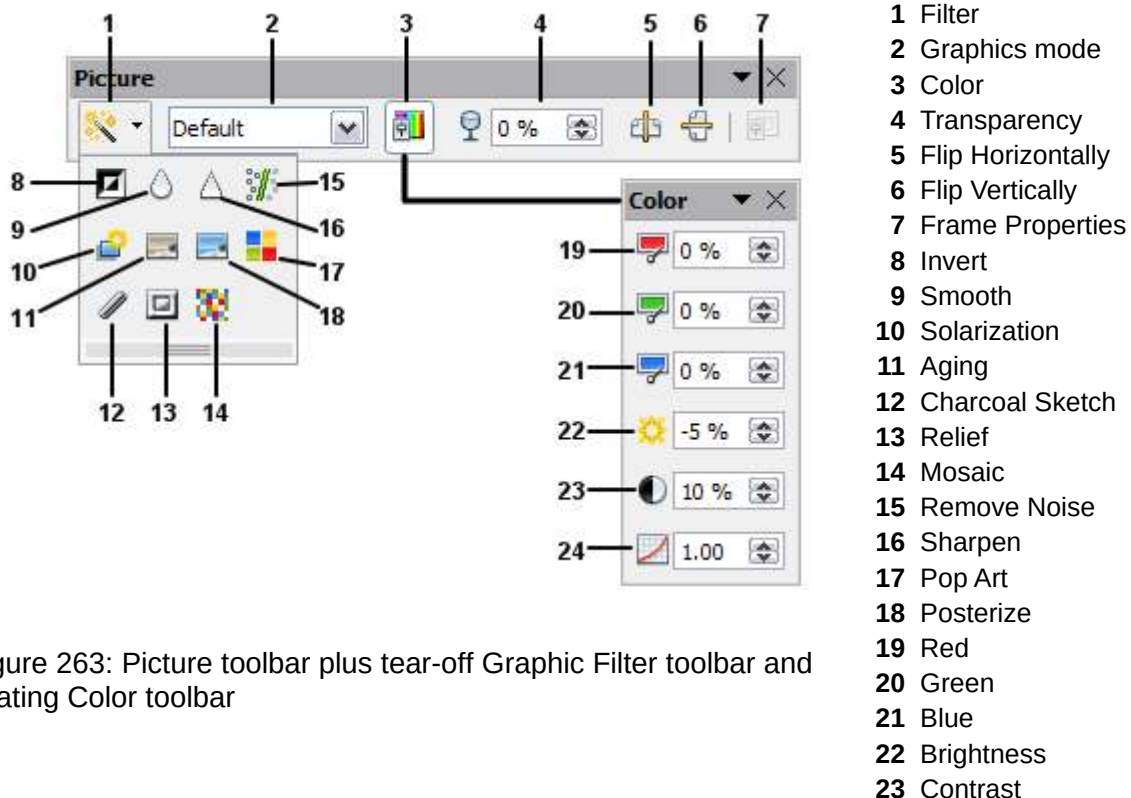 1 2 3 4 5 6 7
Picture
Default
0 %
8
15
9
16
10
17
11
18
12 13 14
Color
19 0 %
20 0 %
21 0 %
22 -5 %
23 10 %
24 1.00
gure 263: Picture toolbar plus tear-off Graphic Filter toolbar and
ating Color toolbar
1 Filter
2 Graphics mode
3 Color
4 Transparency
5 Flip Horizontally
6 Flip Vertically
7 Frame Properties
8 Invert
9 Smooth
10 Solarization
11 Aging
12 Charcoal Sketch
13 Relief
14 Mosaic
15 Remove Noise
16 Sharpen
17 Pop Art
18 Posterize
19 Red
20 Green
21 Blue
22 Brightness
23 Contrast